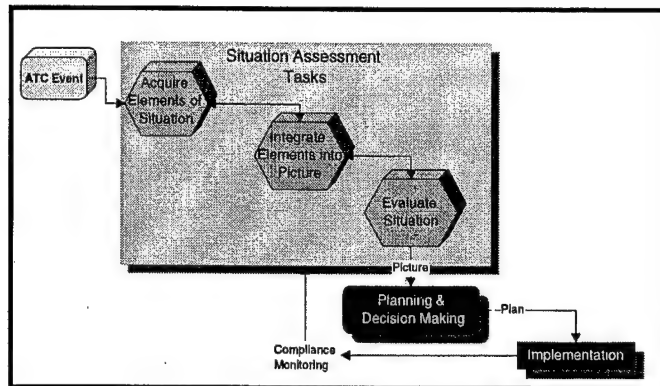 Situation Assessment
Tasks
ATC Event
Acquire
Elements of
Situation
Integrate
Elements into
Picture
Evaluate
Situation
Picture
Planning &
Decision Making
Plan
Implementation
Compliance
Monitoring